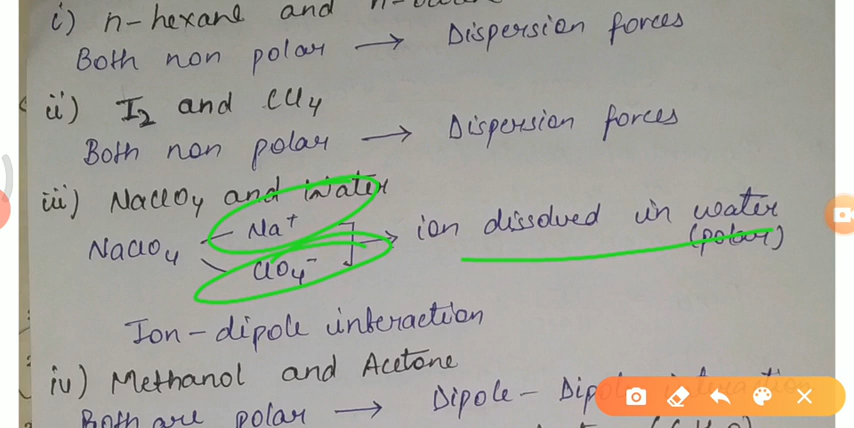 i) n-hexane and
Both non polar → Dispersion forces
ii) I2 and CCl4
Both non polar → Dispersion forces
iii) NaClO4 and Water
NaClO4 Na+ ClO4- → ion dissolved in water (polar)
Ion-dipole interaction
iv) Methanol and Acetone
Both are polar → Dipole - Dipole